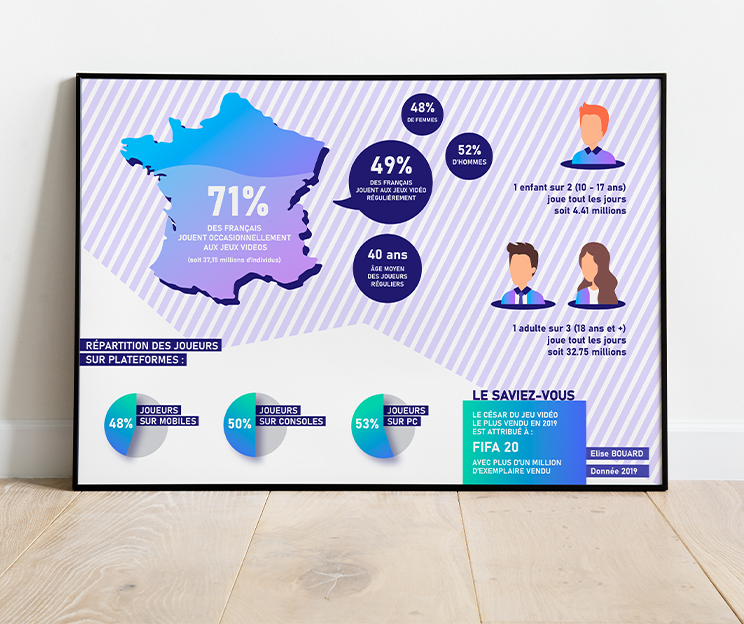 71%
DES FRANÇAIS
JOUENT OCCASIONNELLEMENT
AUX JEUX VIDEOS
(soit 37,11 millions d'individus)
48%
DE FEMMES
52%
D'HOMMES
49%
DES FRANÇAIS
JOUENT AUX JEUX VIDÉO
RÉGULIÈREMENT
40 ans
ÂGE MOYEN
DES JOUEURS
RÉGULIERS
1 enfant sur 2 (10 - 17 ans)
joue tout les jours
soit 4.41 millions
1 adulte sur 3 (18 ans et +)
joue tout les jours
soit 32.75 millions
RÉPARTITION DES JOUEURS
SUR PLATEFORMES :
48%
JOUEURS
SUR MOBILES
50%
JOUEURS
SUR CONSOLES
53%
JOUEURS
SUR PC
LE SAVIEZ-VOUS
LE CÉSAR DU JEU VIDÉO
LE PLUS VENDU EN 2019
EST ATTRIBUÉ À :
FIFA 20
AVEC PLUS D'UN MILLION
D'EXEMPLAIRE VENDU
Elise BOUARD
Donnée 2019